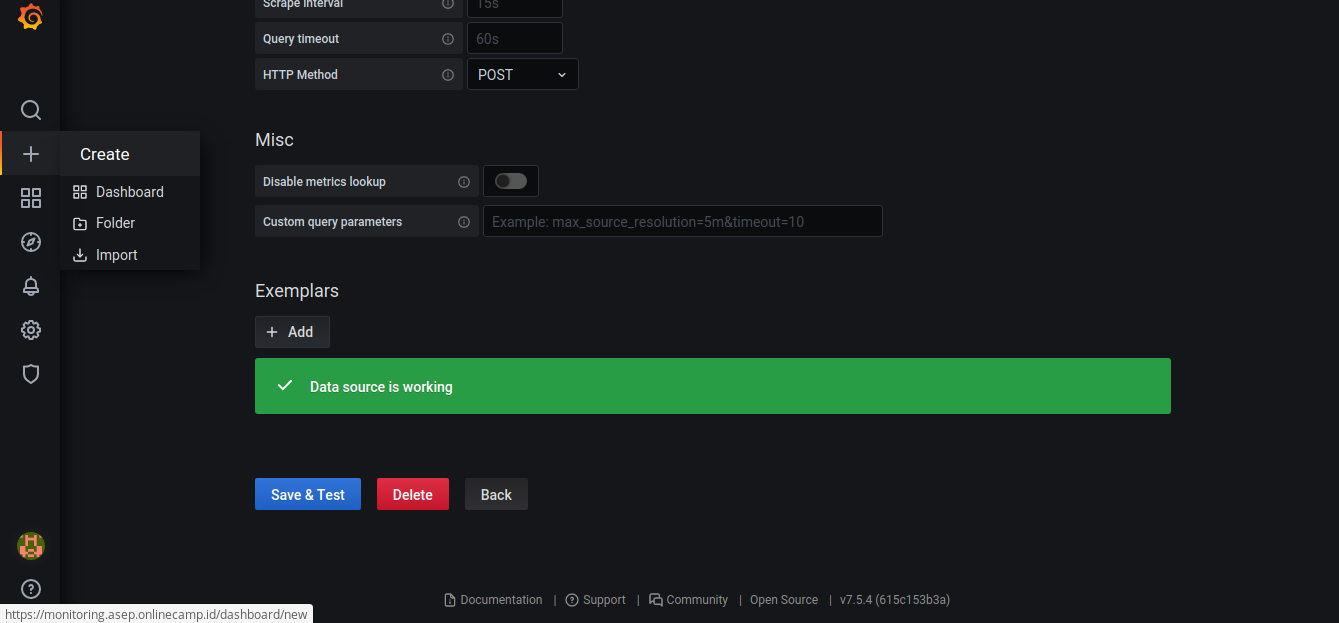 Scrape interval
15s
Query timeout
60s
HTTP Method
POST
Misc
Create
Disable metrics lookup
Dashboard
Custom query parameters
Example: max_source_resolution=5m&timeout=10
Folder
Import
Exemplars
Add
Data source is working
Save & Test
Delete
Back
Documentation | Support | Community | Open Source | v7.5.4 (615c153b3a)
https://monitoring.asep.onlinecamp.id/dashboard/new